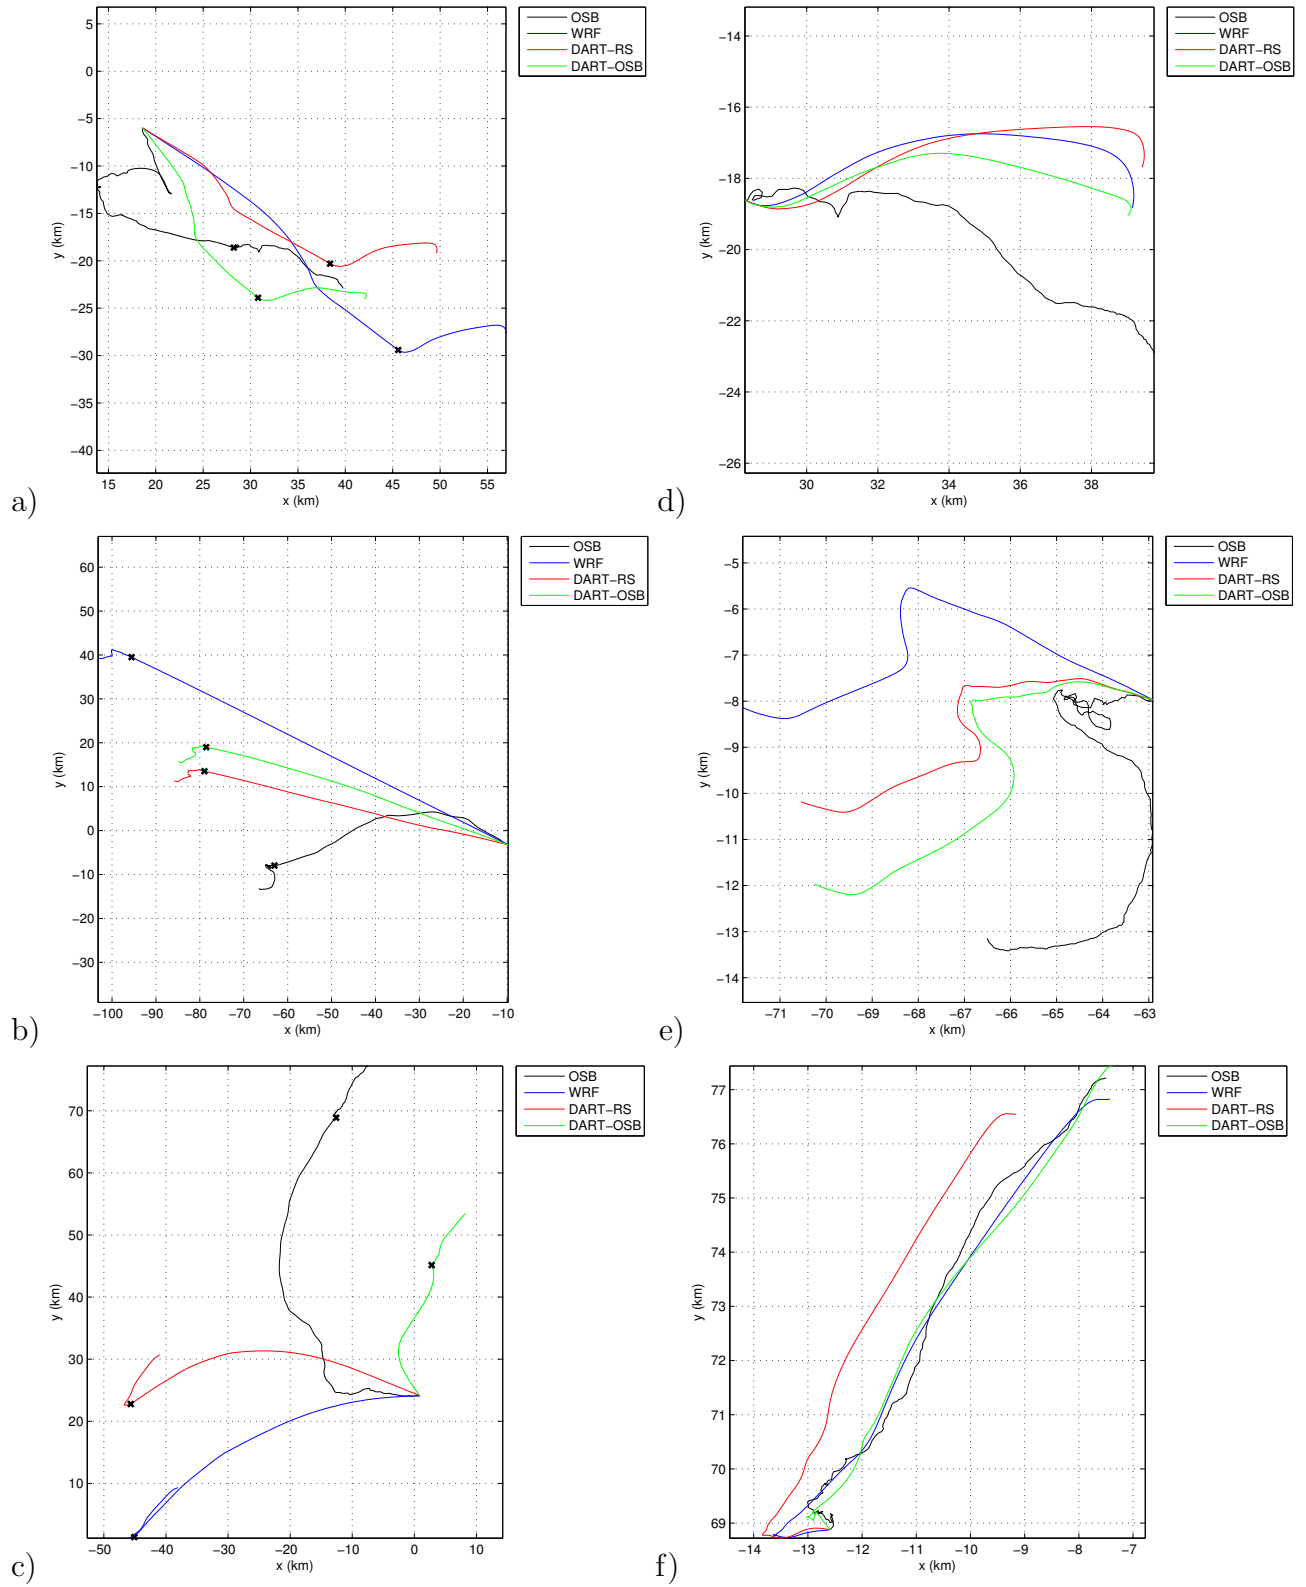 OSB
WRF
DART-RS
DART-OSB
5
0
−5
−10
−15
−20
−25
−30
−35
−40
y (km)
15 20 25 30 35 40 45 50 55
x (km)
a)
OSB
WRF
DART-RS
DART-OSB
−14
−16
−18
−20
−22
−24
−26
y (km)
30 32 34 36 38
x (km)
d)
OSB
WRF
DART-RS
DART-OSB
60
50
40
30
20
10
0
−10
−20
−30
y (km)
−100 −90 −80 −70 −60 −50 −40 −30 −20 −10
x (km)
b)
OSB
WRF
DART-RS
DART-OSB
−5
−6
−7
−8
−9
−10
−11
−12
−13
−14
y (km)
−71 −70 −69 −68 −67 −66 −65 −64 −63
x (km)
e)
OSB
WRF
DART-RS
DART-OSB
70
60
50
40
30
20
10
y (km)
−50 −40 −30 −20 −10 0 10
x (km)
c)
OSB
WRF
DART-RS
DART-OSB
77
76
75
74
73
72
71
70
69
y (km)
−14 −13 −12 −11 −10 −9 −8 −7
x (km)
f)